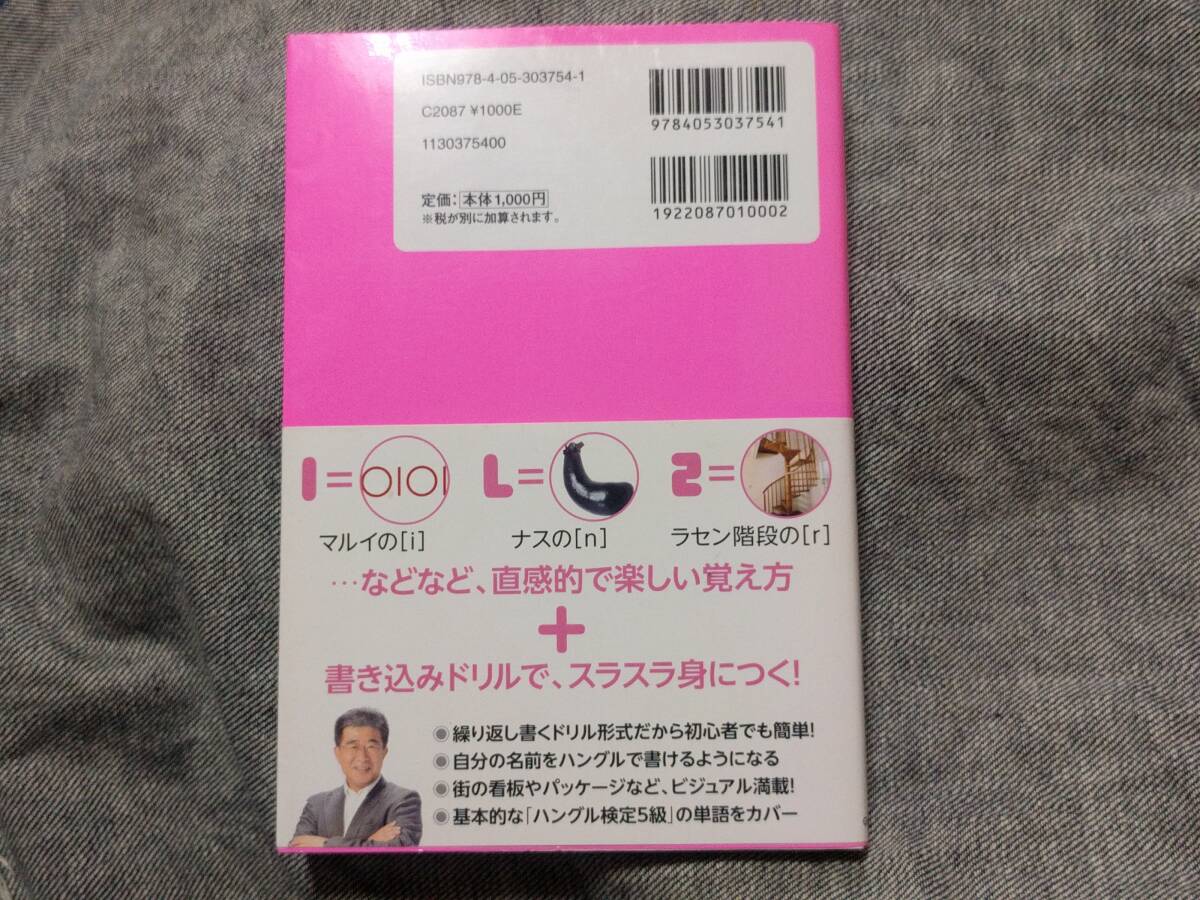 ISBN978-4-05-303754-1
C2087 ¥1000E
1130375400
定価：本体1,000円
※税が別に加算されます。
9784053037541
1922087010002
ㅣ=OIOI
マルイの[i]
ㄴ=
ナスの[n]
ㄹ=
ラセン階段の[r]
…などなど、直感的で楽しい覚え方
+
書き込みドリルで、スラスラ身につく!
◉繰り返し書くドリル形式だから初心者でも簡単!
◉自分の名前をハングルで書けるようになる
◉街の看板やパッケージなど、ビジュアル満載!
◉基本的な「ハングル検定5級」の単語をカバー